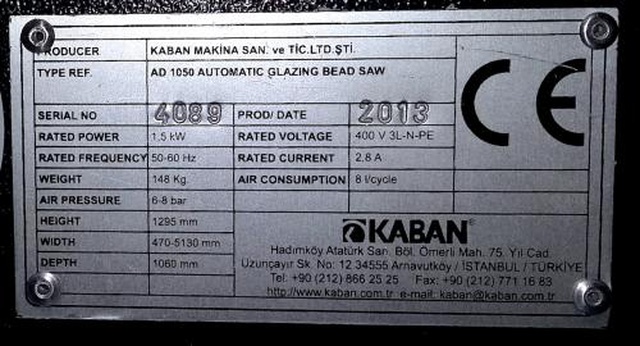 PRODUCER KABAN MAKİNA SAN. ve TİC.LTD.ŞTİ.
TYPE REF. AD 1050 AUTOMATIC GLAZING BEAD SAW
SERIAL NO 4089 PROD/ DATE 2013
RATED POWER 1,5 kW RATED VOLTAGE 400 V 3L-N-PE
RATED FREQUENCY 50-60 Hz RATED CURRENT 2,8 A
WEIGHT 148 Kg. AIR CONSUMPTION 8 l/cycle
AIR PRESSURE 6-8 bar
HEIGHT 1295 mm
WIDTH 470-5130 mm
DEPTH 1060 mm
CE
KABAN®
Hadımköy Atatürk San. Böl. Ömerli Mah. 75. Yıl Cad.
Uzunçayır Sk. No: 12 34555 Arnavutköy / İSTANBUL / TÜRKİYE
Tel: +90 (212) 866 25 25 Fax: +90 (212) 771 16 83
www.kaban.com.tr e-mail: kaban@kaban.com.tr